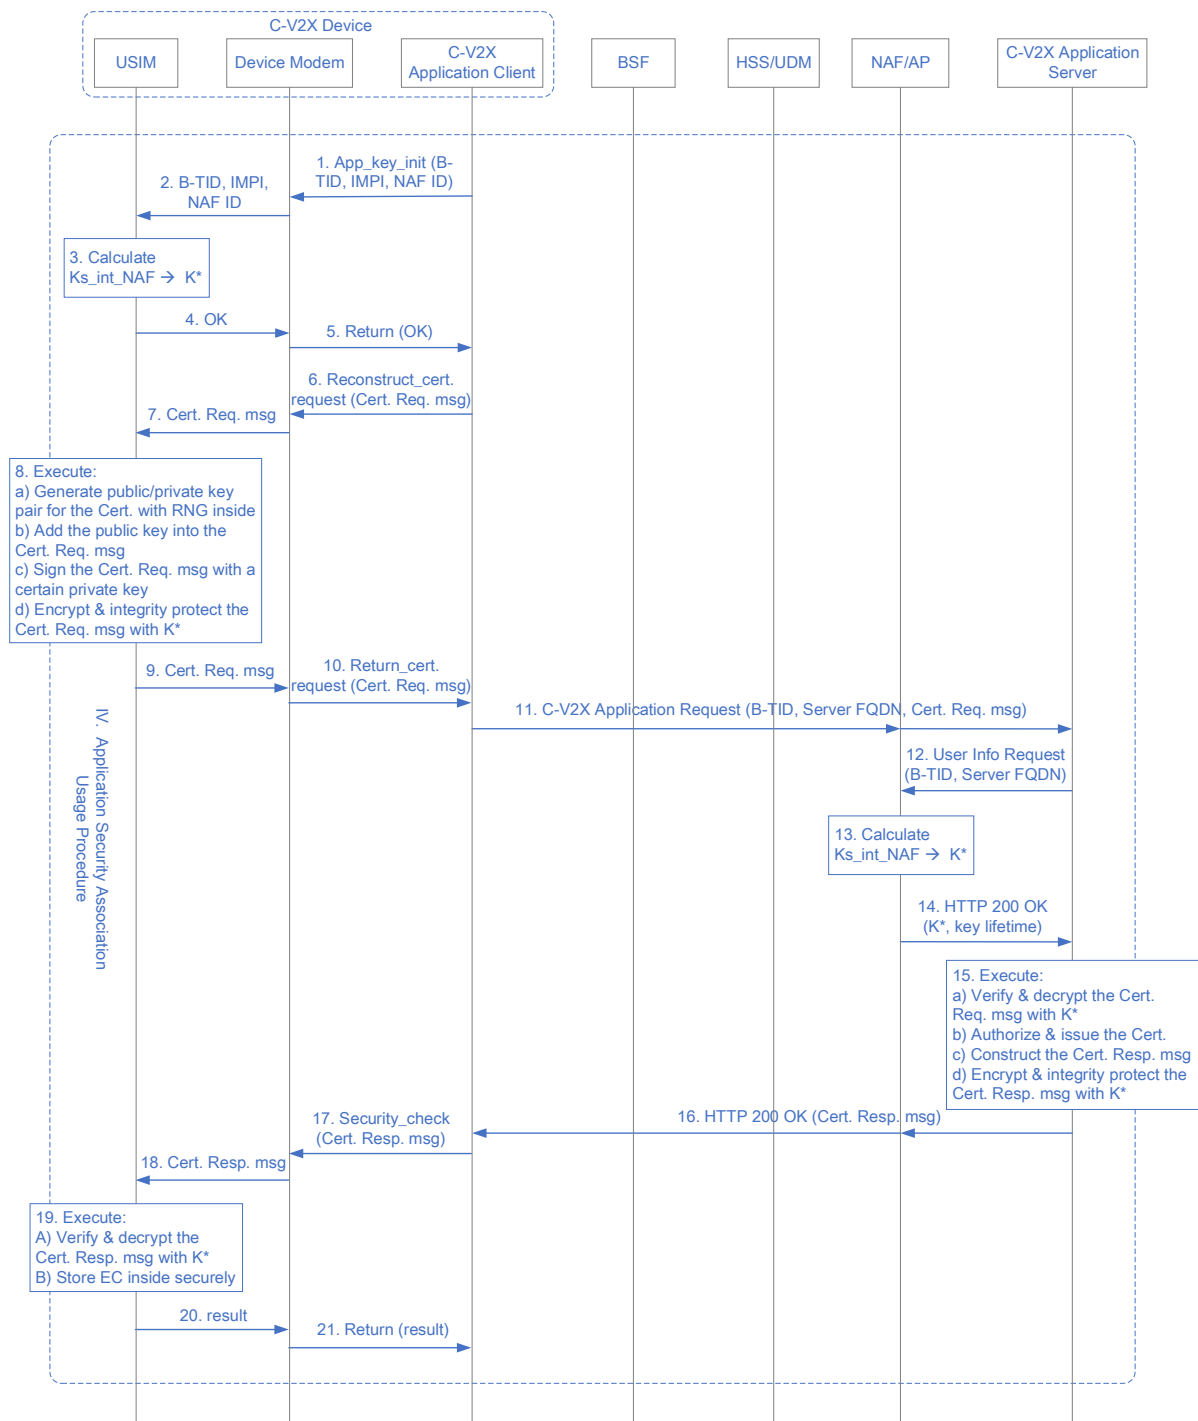 C-V2X Device
USIM
Device Modem
C-V2X
Application Client
BSF
HSS/UDM
NAF/AP
C-V2X Application
Server
1. App_key_init (B-
TID, IMPI, NAF ID)
2. B-TID, IMPI,
NAF ID
3. Calculate
Ks_int_NAF → K*
4. OK
5. Return (OK)
6. Reconstruct_cert.
request (Cert. Req. msg)
7. Cert. Req. msg
8. Execute:
a) Generate public/private key
pair for the Cert. with RNG inside
b) Add the public key into the
Cert. Req. msg
c) Sign the Cert. Req. msg with a
certain private key
d) Encrypt & integrity protect the
Cert. Req. msg with K*
9. Cert. Req. msg
10. Return_cert.
request (Cert. Req. msg)
11. C-V2X Application Request (B-TID, Server FQDN, Cert. Req. msg)
12. User Info Request
(B-TID, Server FQDN)
IV. Application Security Association
Usage Procedure
13. Calculate
Ks_int_NAF → K*
14. HTTP 200 OK
(K*, key lifetime)
15. Execute:
a) Verify & decrypt the Cert.
Req. msg with K*
b) Authorize & issue the Cert.
c) Construct the Cert. Resp. msg
d) Encrypt & integrity protect the
Cert. Resp. msg with K*
16. HTTP 200 OK (Cert. Resp. msg)
17. Security_check
(Cert. Resp. msg)
18. Cert. Resp. msg
19. Execute:
A) Verify & decrypt the
Cert. Resp. msg with K*
B) Store EC inside securely
20. result
21. Return (result)